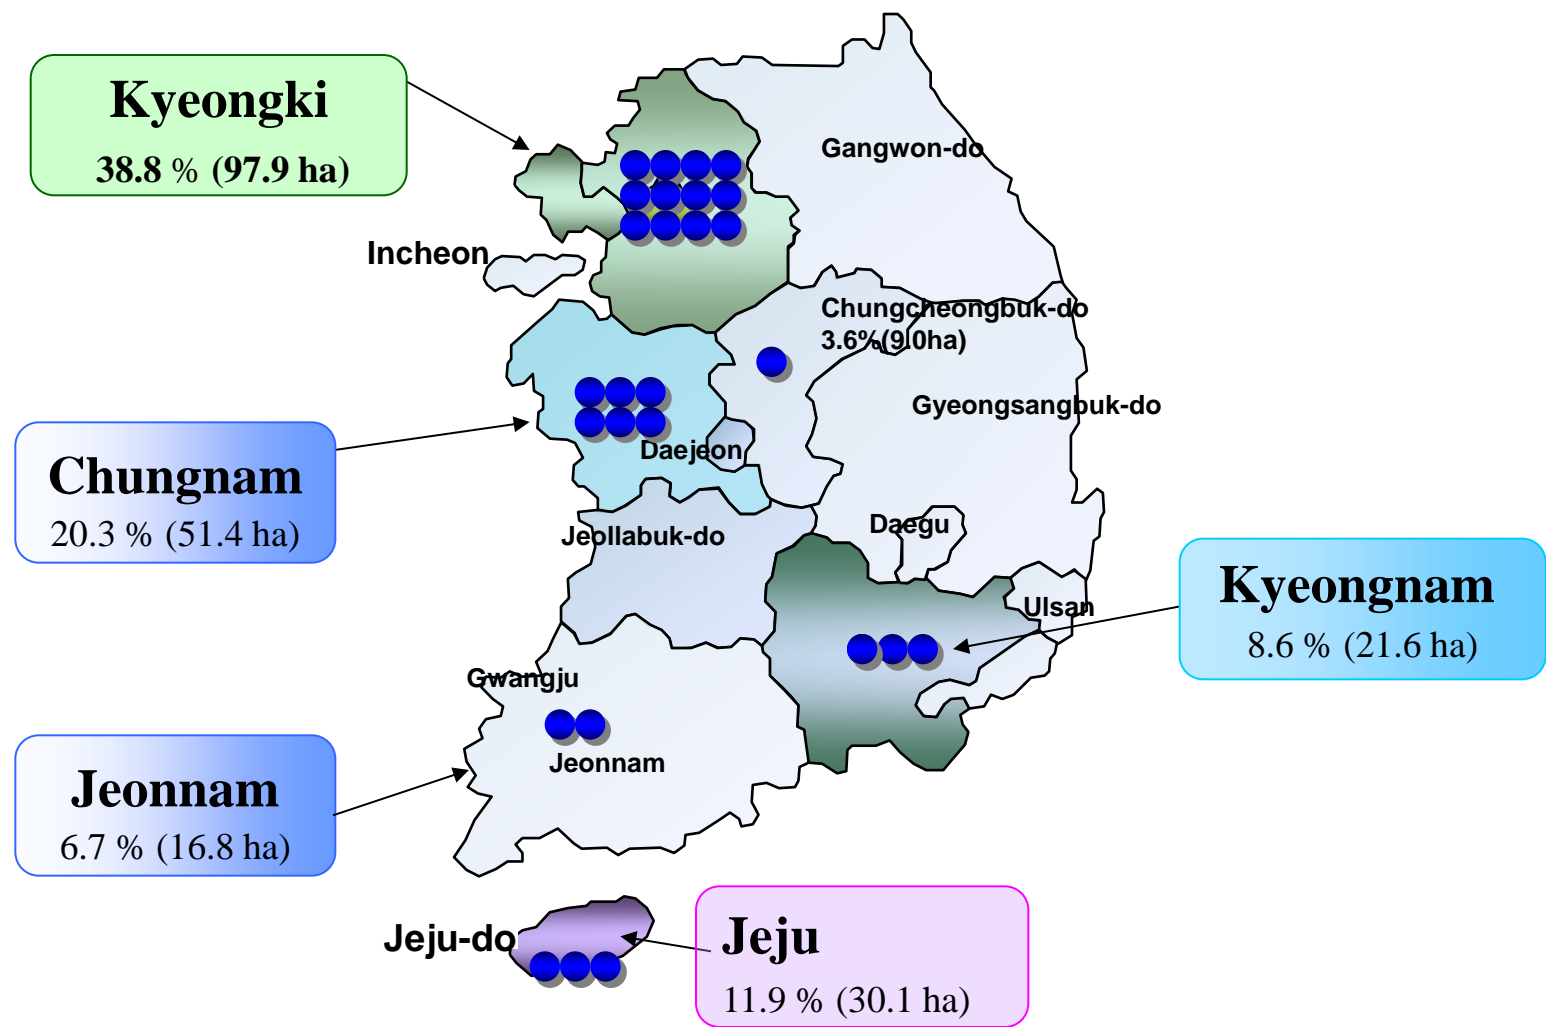 Kyeongki
38.8 % (97.9 ha)
Gangwon-do
Incheon
Chungcheongbuk-do
3.6%(9.0ha)
Gyeongsangbuk-do
Chungnam
20.3 % (51.4 ha)
Daejeon
Jeollabuk-do
Daegu
Kyeongnam
8.6 % (21.6 ha)
Ulsan
Gwangju
Jeonnam
Jeonnam
6.7 % (16.8 ha)
Jeju-do
Jeju
11.9 % (30.1 ha)